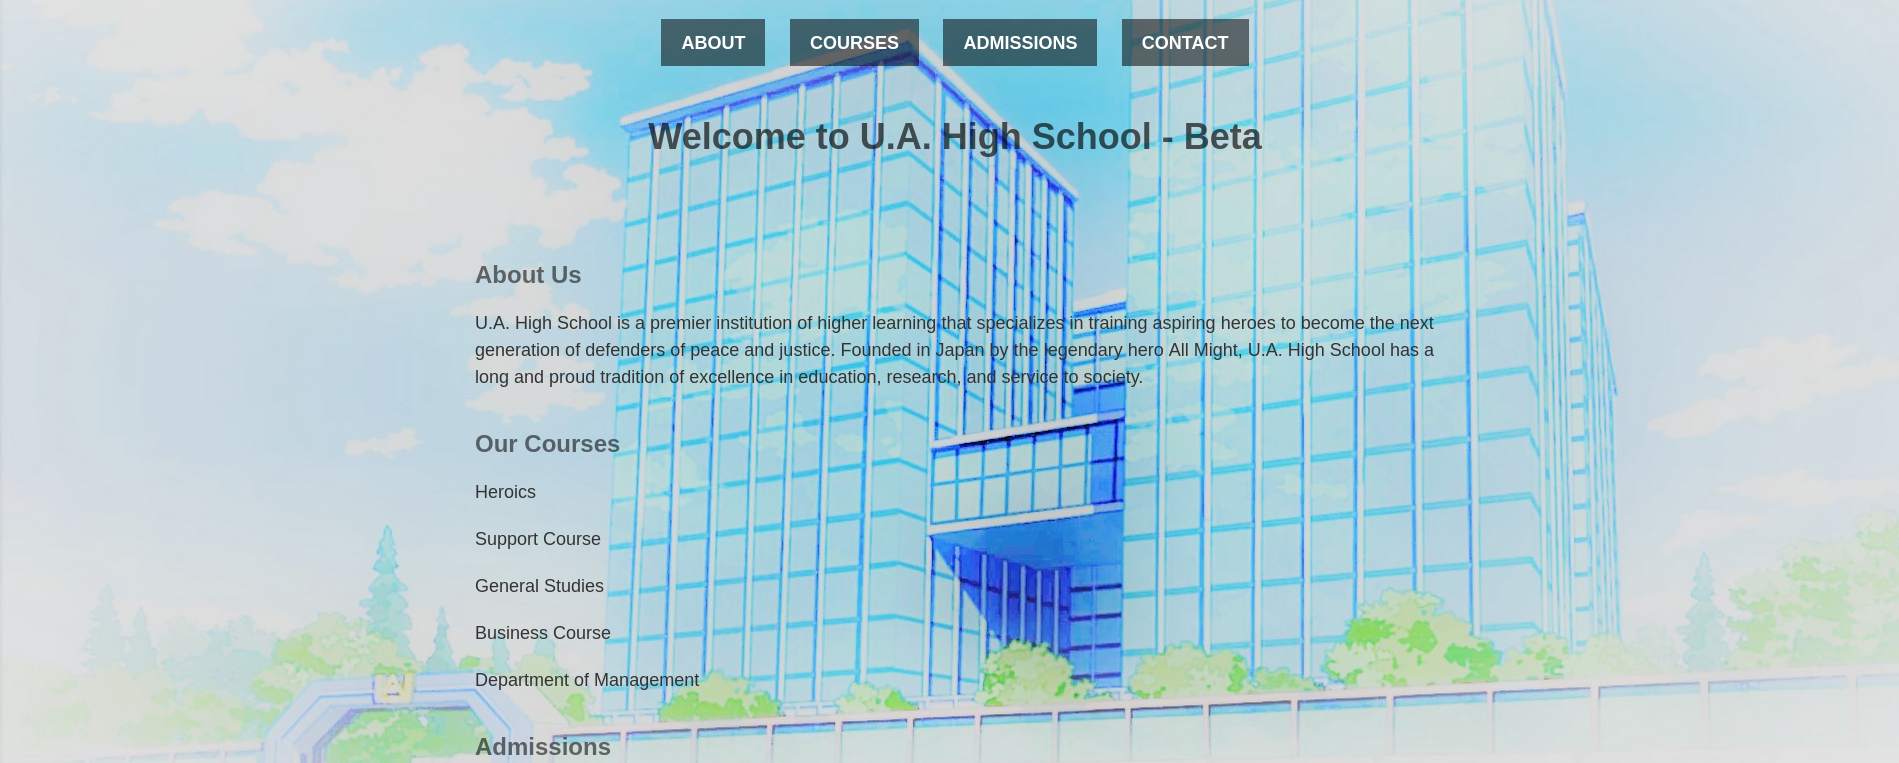 ABOUT COURSES ADMISSIONS CONTACT
Welcome to U.A. High School - Beta
About Us
U.A. High School is a premier institution of higher learning that specializes in training aspiring heroes to become the next
generation of defenders of peace and justice. Founded in Japan by the legendary hero All Might, U.A. High School has a
long and proud tradition of excellence in education, research, and service to society.
Our Courses
Heroics
Support Course
General Studies
Business Course
Department of Management
UA
Admissions